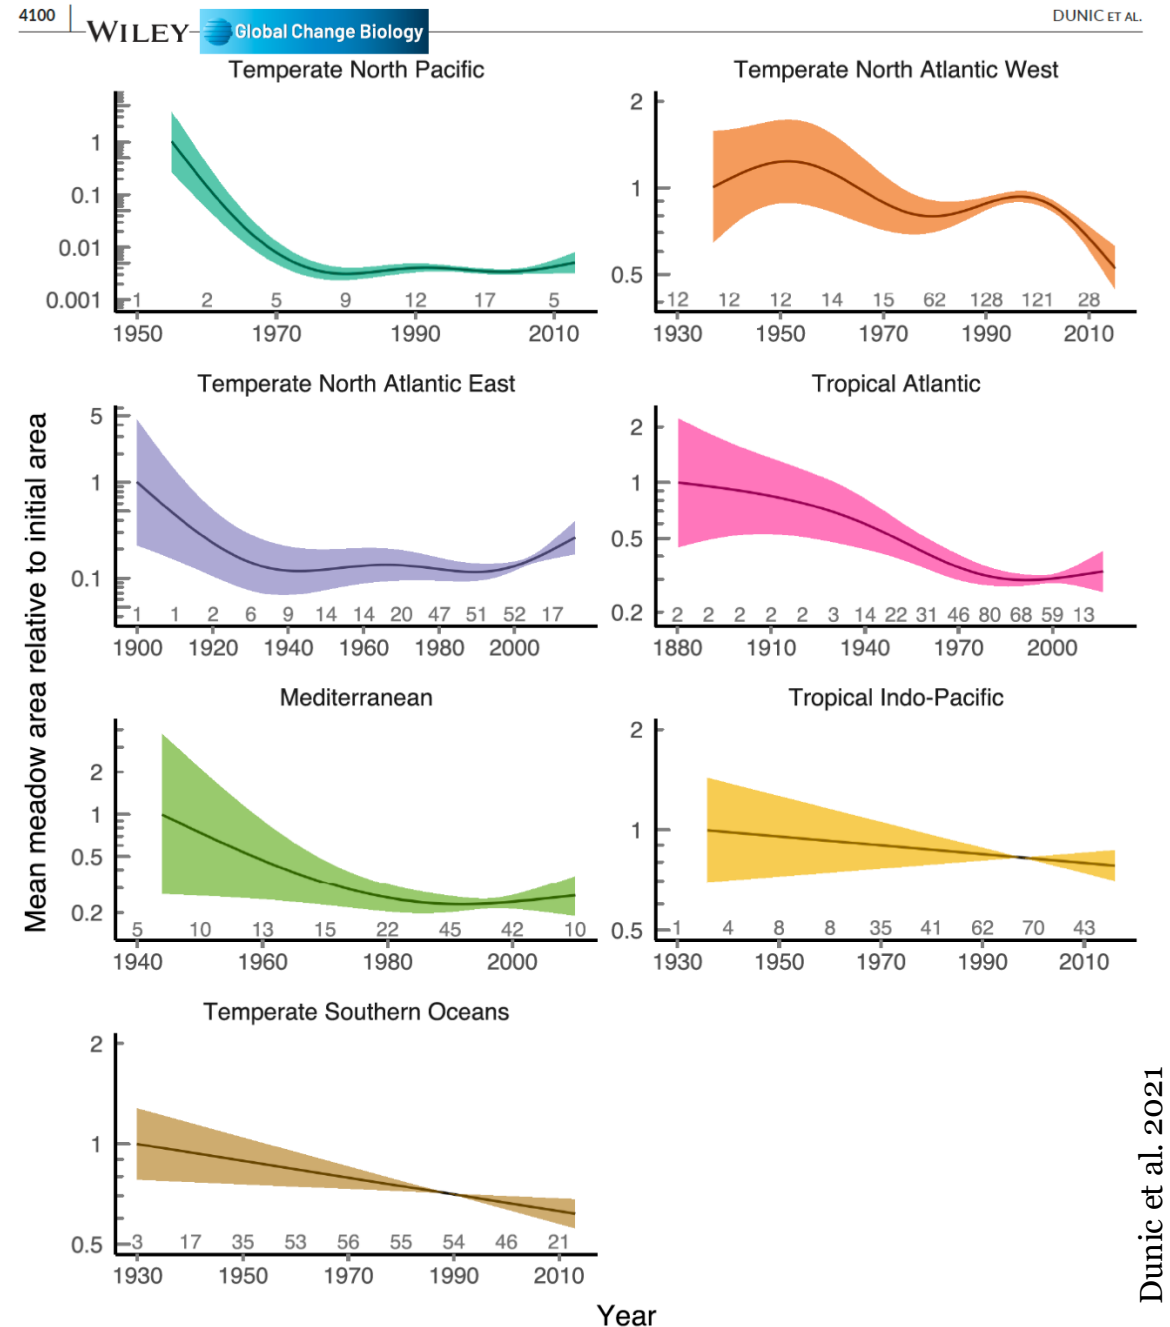 4100
WILEY
Global Change Biology
DUNIC ET AL.
Temperate North Pacific
1
0.1
0.01
0.001
1 2 5 9 12 17 5
1950 1970 1990 2010
Temperate North Atlantic West
2
1
0.5
12 12 12 14 15 62 128 121 28
1930 1950 1970 1990 2010
Temperate North Atlantic East
5
1
0.1
1 1 2 6 9 14 14 20 47 51 52 17
1900 1920 1940 1960 1980 2000
Tropical Atlantic
2
1
0.5
0.2
2 2 2 2 2 3 14 22 31 46 80 68 59 13
1880 1910 1940 1970 2000
Mean meadow area relative to initial area
Mediterranean
2
1
0.5
0.2
5 10 13 15 22 45 42 10
1940 1960 1980 2000
Tropical Indo-Pacific
2
1
0.5
1 4 8 8 35 41 62 70 43
1930 1950 1970 1990 2010
Temperate Southern Oceans
2
1
0.5
3 17 35 53 56 55 54 46 21
1930 1950 1970 1990 2010
Year
Dunic et al. 2021